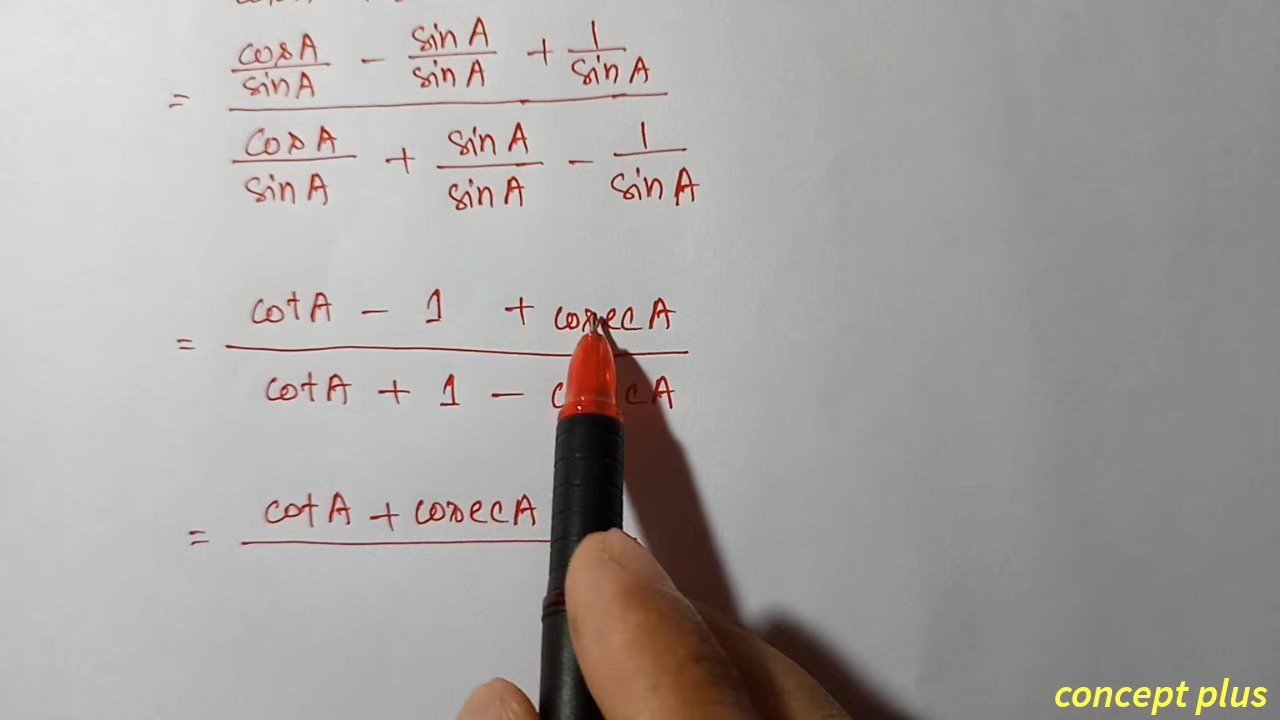 cosA/sinA - sinA/sinA + 1/sinA
=
cosA/sinA + sinA/sinA - 1/sinA
cotA - 1 + cosecA
=
cotA + 1 -
cotA + cosecA
=
concept plus